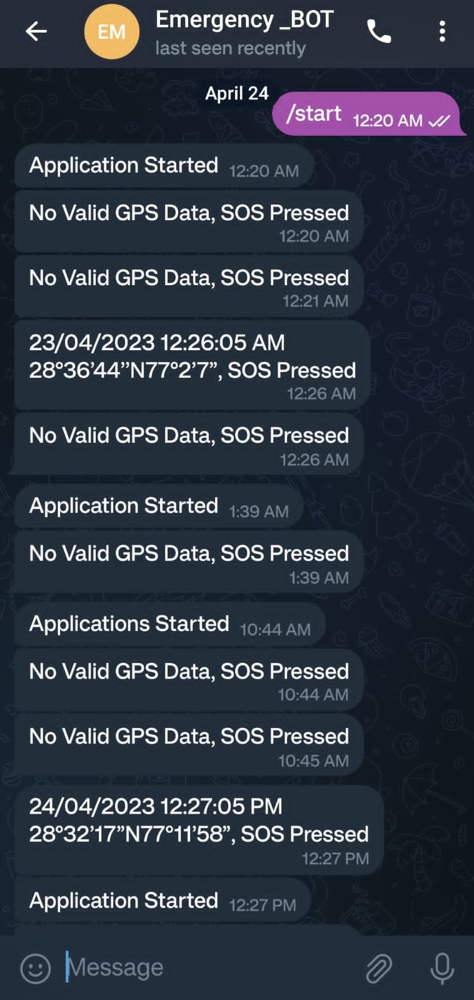 EM
Emergency _BOT
last seen recently
April 24
/start 12:20 AM
Application Started 12:20 AM
No Valid GPS Data, SOS Pressed
12:20 AM
No Valid GPS Data, SOS Pressed
12:21 AM
23/04/2023 12:26:05 AM
28°36’44”N77°2’7”, SOS Pressed
12:26 AM
No Valid GPS Data, SOS Pressed
12:26 AM
Application Started 1:39 AM
No Valid GPS Data, SOS Pressed
1:39 AM
Applications Started 10:44 AM
No Valid GPS Data, SOS Pressed
10:44 AM
No Valid GPS Data, SOS Pressed
10:45 AM
24/04/2023 12:27:05 PM
28°32’17”N77°11’58”, SOS Pressed
12:27 PM
Application Started 12:27 PM
Message